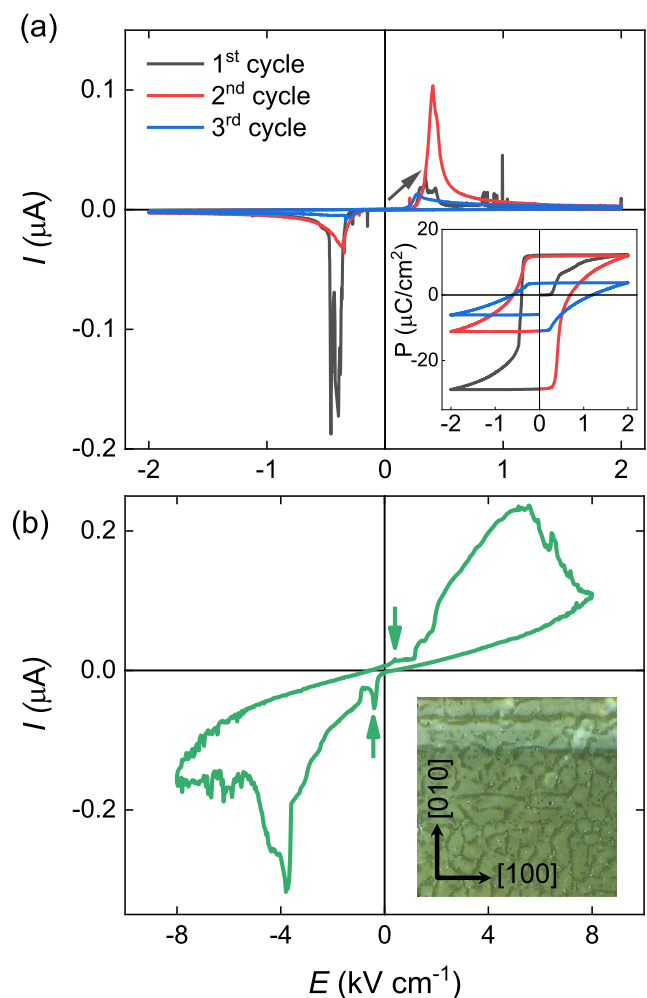 (a)
1st cycle
2nd cycle
3rd cycle
I (μA)
0.1
0.0
-0.1
-0.2
-2 -1 0 1 2
P (μC/cm2)
20
0
-20
-2 -1 0 1 2
(b)
I (μA)
0.2
0.0
-0.2
[010]
[100]
-8 -4 0 4 8
E (kV cm-1)